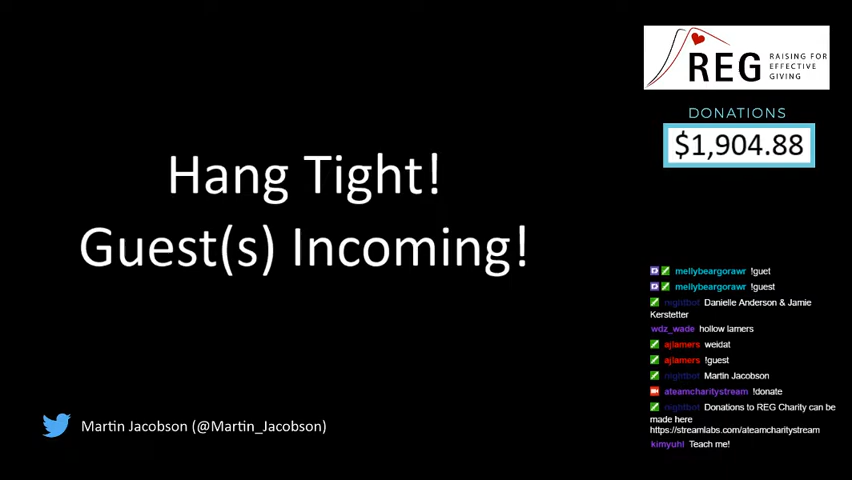 Hang Tight!
Guest(s) Incoming!
Martin Jacobson (@Martin_Jacobson)
REG
RAISING FOR
EFFECTIVE
GIVING
DONATIONS
$1,904.88
mellybeargorawr !guet
mellybeargorawr !guest
nightbot Danielle Anderson & Jamie
Kerstetter
wdz_wade hollow lamers
ajlamers weidat
ajlamers !guest
nightbot Martin Jacobson
ateamcharitystream !donate
nightbot Donations to REG Charity can be
made here
https://streamlabs.com/ateamcharitystream
kimyuhl Teach me!